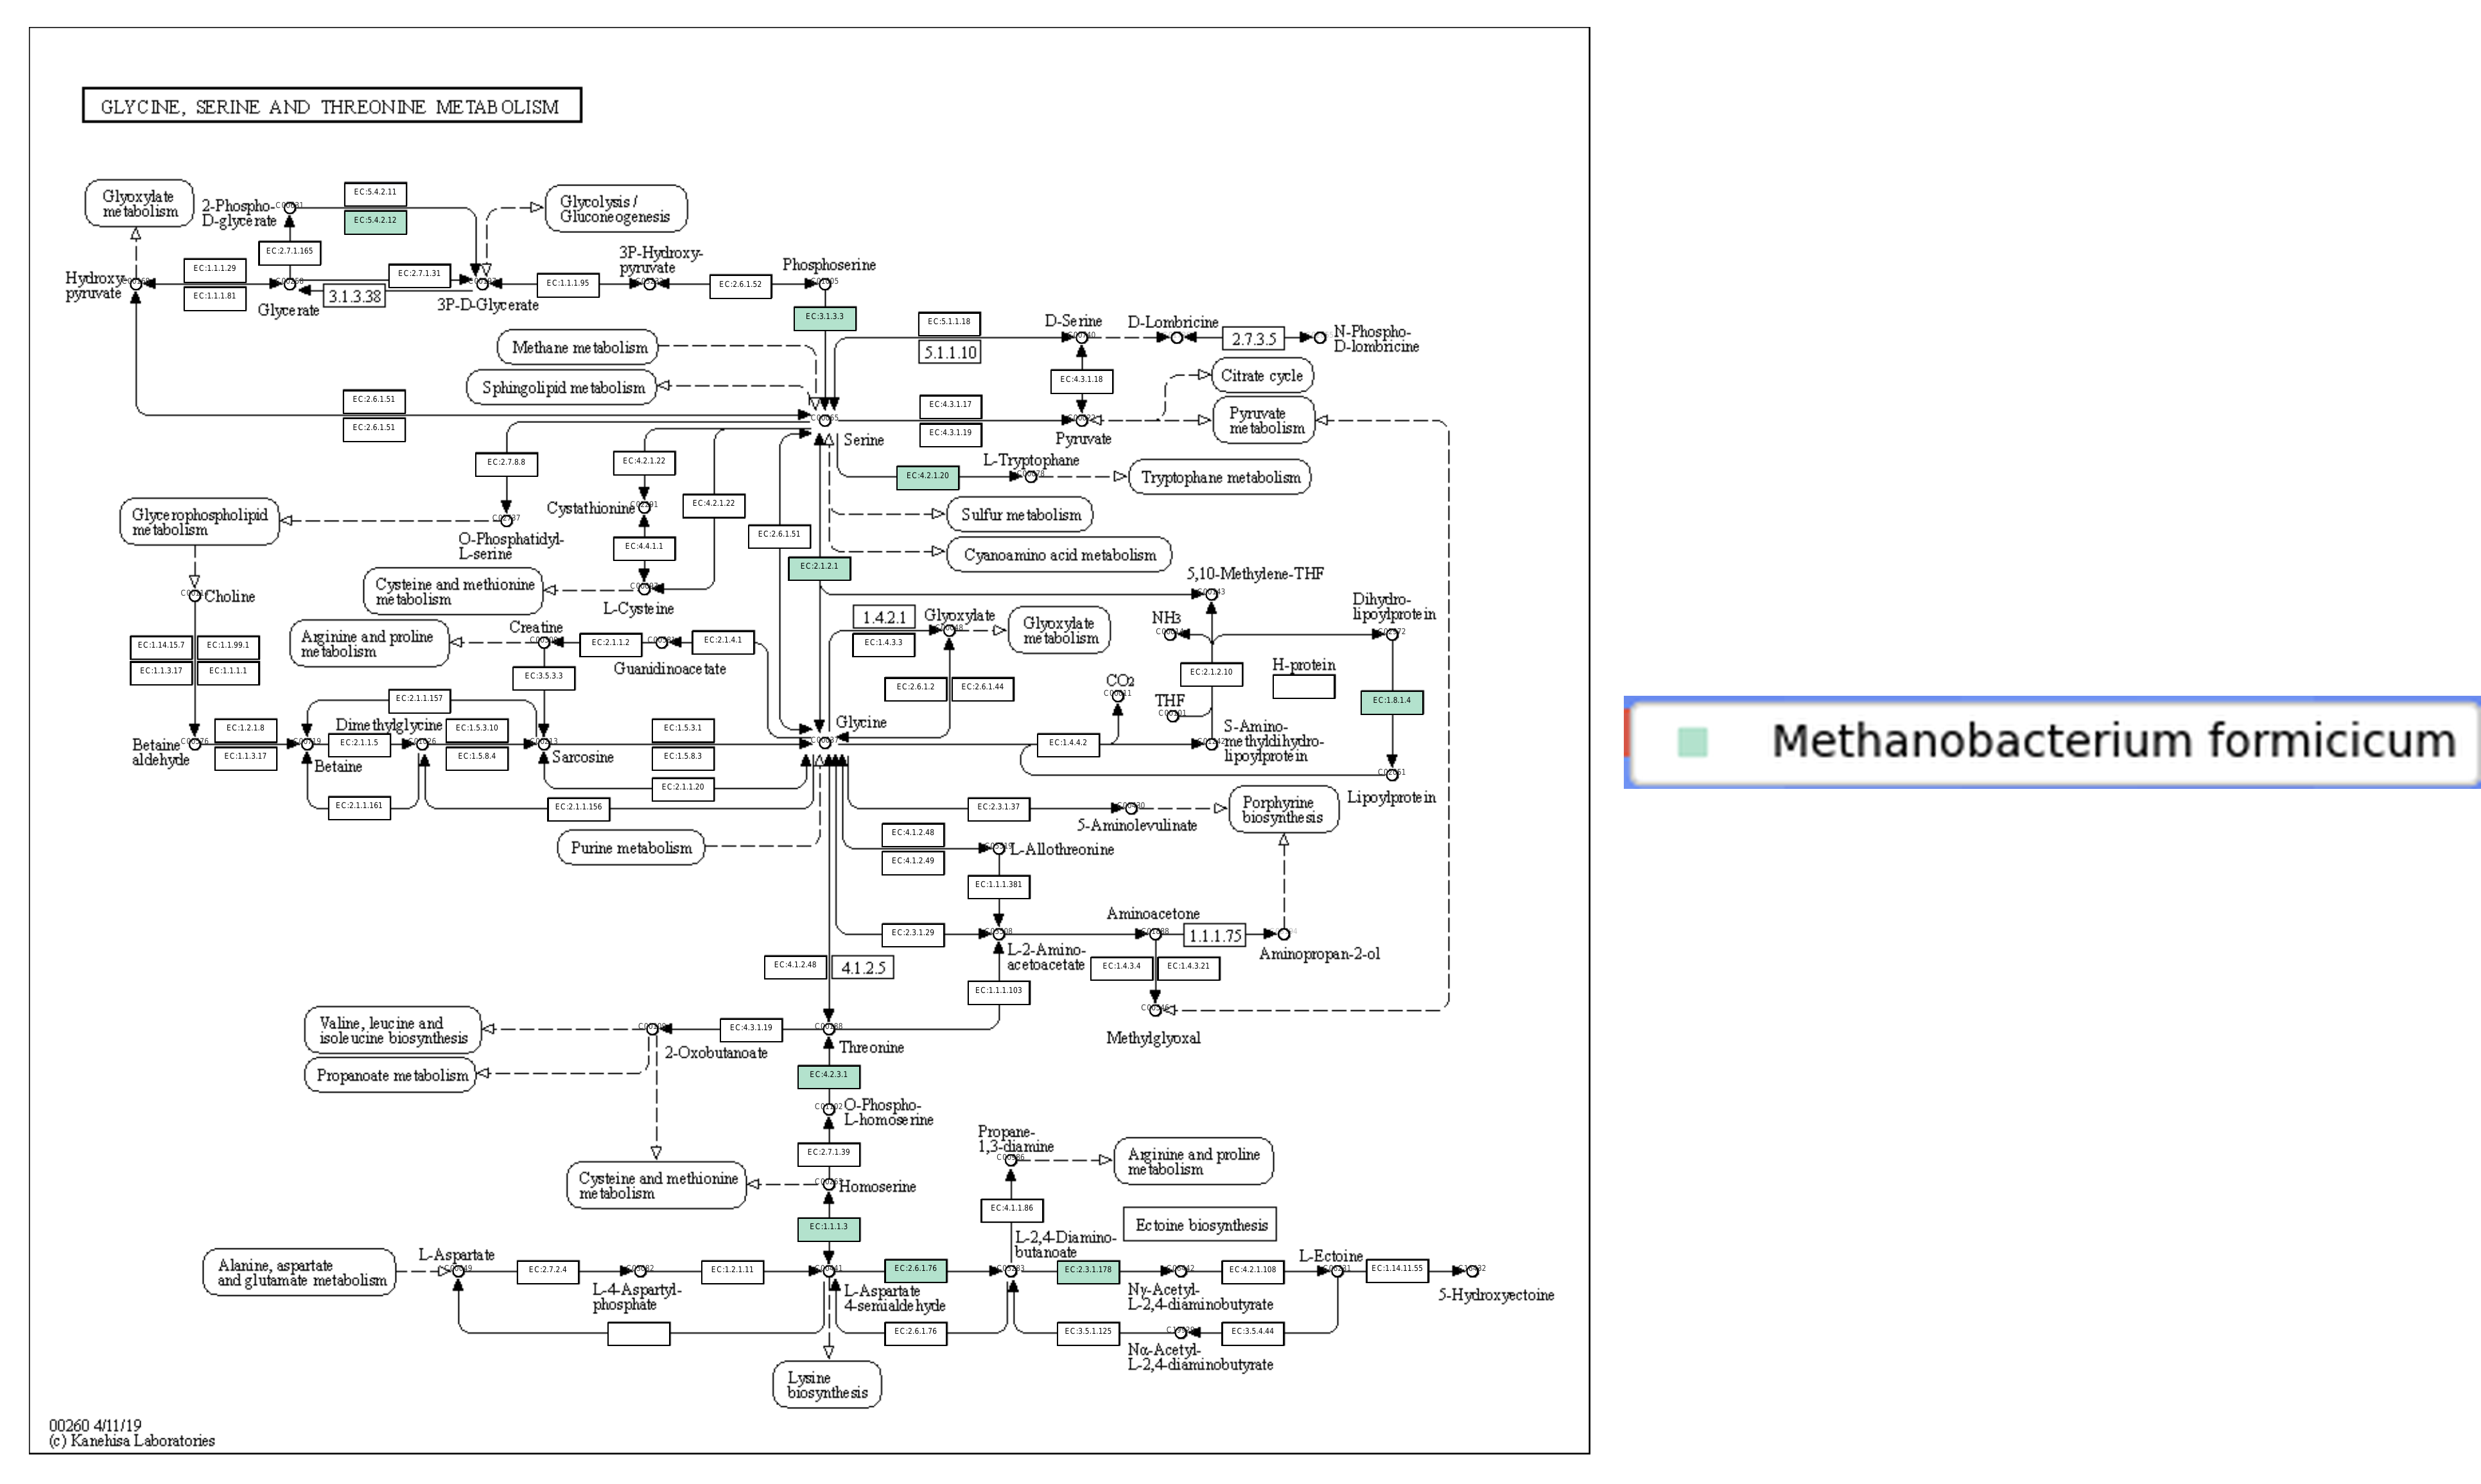 GLYCINE, SERINE AND THREONINE METABOLISM
Glyoxylate
metabolism
2-Phospho-
D-glycerate
EC:5.4.2.11
EC:5.4.2.12
Glycolysis /
Gluconeogenesis
EC:2.7.1.165
Hydroxy
pyruvate
EC:1.1.1.29
EC:1.1.1.81
Glycerate
EC:2.7.1.31
3.1.3.38
3P-D-Glycerate
EC:1.1.1.95
3P-Hydroxy-
pyruvate
EC:2.6.1.52
Phosphoserine
EC:3.1.3.3
Methane metabolism
Sphingolipid metabolism
EC:5.1.1.18
5.1.1.10
D-Serine
D-Lombricine
2.7.3.5
N-Phospho-
D-lombricine
EC:4.3.1.18
Citrate cycle
EC:2.6.1.51
EC:2.6.1.51
EC:4.3.1.17
EC:4.3.1.19
Pyruvate
Pyruvate
metabolism
Serine
EC:2.7.8.8
EC:4.2.1.22
EC:4.2.1.20
L-Tryptophane
Tryptophane metabolism
Glycerophospholipid
metabolism
O-Phosphatidyl-
L-serine
Cystathionine
EC:4.2.1.22
EC:2.6.1.51
Sulfur metabolism
EC:4.4.1.1
Cyanoamino acid metabolism
EC:2.1.2.1
Choline
Cysteine and methionine
metabolism
L-Cysteine
5,10-Methylene-THF
Dihydro-
lipoylprotein
Arginine and proline
metabolism
Creatine
EC:2.1.1.2
EC:2.1.4.1
Guanidinoacetate
1.4.2.1
EC:1.4.3.3
Glyoxylate
Glyoxylate
metabolism
NH3
EC:1.14.15.7
EC:1.1.99.1
EC:1.1.3.17
EC:1.1.1.1
EC:3.5.3.3
EC:2.6.1.2
EC:2.6.1.44
CO2
THF
EC:2.1.2.10
H-protein
EC:1.8.1.4
Methanobacterium formicicum
EC:2.1.1.157
Betaine
aldehyde
EC:1.2.1.8
EC:1.1.3.17
Betaine
EC:2.1.1.5
Dimethylglycine
EC:1.5.3.10
EC:1.5.8.4
Sarcosine
EC:1.5.3.1
EC:1.5.8.3
Glycine
EC:1.4.4.2
S-Amino-
methyldihydro-
lipoylprotein
Lipoylprotein
EC:2.1.1.20
EC:2.1.1.161
EC:2.1.1.156
EC:2.3.1.37
5-Aminolevulinate
Porphyrine
biosynthesis
Purine metabolism
EC:4.1.2.48
EC:4.1.2.49
L-Allothreonine
EC:1.1.1.381
EC:2.3.1.29
L-2-Amino-
acetoacetate
Aminoacetone
1.1.1.75
Aminopropan-2-ol
EC:4.1.2.48
4.1.2.5
EC:1.1.1.103
EC:1.4.3.4
EC:1.4.3.21
Methylglyoxal
Valine, leucine and
isoleucine biosynthesis
2-Oxobutanoate
EC:4.3.1.19
Threonine
Propanoate metabolism
EC:4.2.3.1
O-Phospho-
L-homoserine
EC:2.7.1.39
Propane-
1,3-diamine
Arginine and proline
metabolism
Cysteine and methionine
metabolism
Homoserine
EC:1.1.1.3
EC:4.1.1.86
Ectoine biosynthesis
L-2,4-Diamino-
butanoate
Alanine, aspartate
and glutamate metabolism
L-Aspartate
EC:2.7.2.4
L-4-Aspartyl-
phosphate
EC:1.2.1.11
L-Aspartate
4-semialdehyde
EC:2.6.1.76
EC:2.3.1.178
Nγ-Acetyl-
L-2,4-diaminobutyrate
EC:4.2.1.108
L-Ectoine
EC:1.14.11.55
5-Hydroxyectoine
EC:2.6.1.76
EC:3.5.1.125
Nα-Acetyl-
L-2,4-diaminobutyrate
EC:3.5.4.44
Lysine
biosynthesis
00260 4/11/19
(c) Kanehisa Laboratories